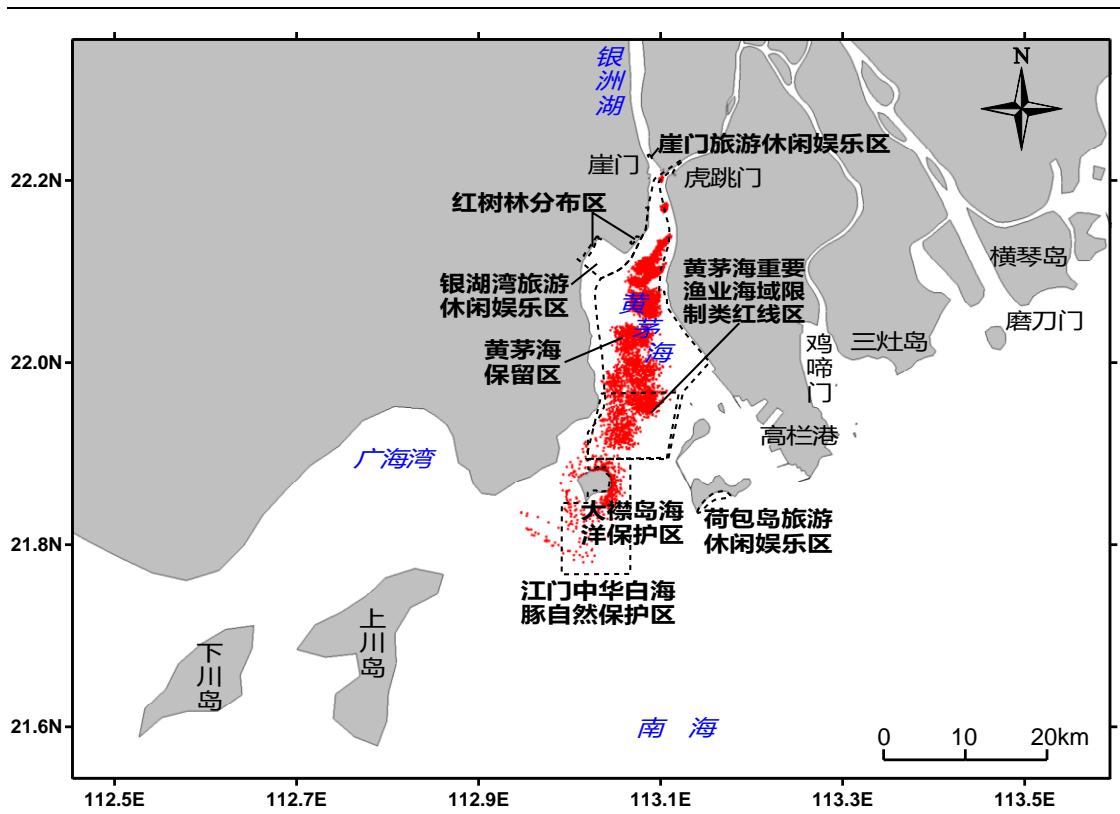 银
洲
湖
N
崖门旅游休闲娱乐区
崖门
虎跳门
22.2N
红树林分布区
横琴岛
黄茅海重要
渔业海域限
制类红线区
银湖湾旅游
休闲娱乐区
黄
茅
海
磨刀门
鸡
啼
门
三灶岛
22.0N
黄茅海
保留区
高栏港
广海湾
大襟岛海
洋保护区
荷包岛旅游
休闲娱乐区
21.8N
江门中华白海
豚自然保护区
上
川
岛
下
川
岛
21.6N
南 海
0 10 20km
112.5E 112.7E 112.9E 113.1E 113.3E 113.5E